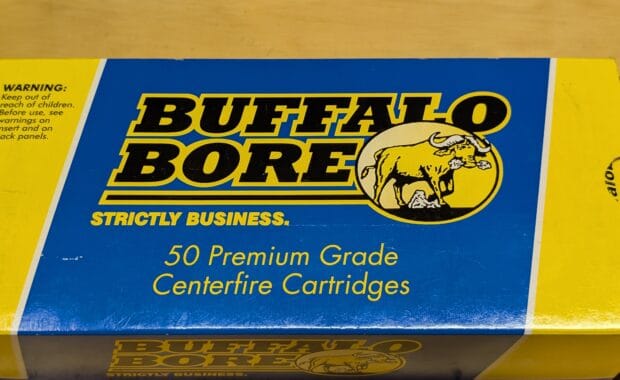 WARNING:
Keep out of
reach of children.
Before use, see
warnings on
insert and on
back panels.
BUFFALO
BORE
STRICTLY BUSINESS.
50 Premium Grade
Centerfire Cartridges
alo
BUFFALO
BORE
STRICTLY BUSINESS.